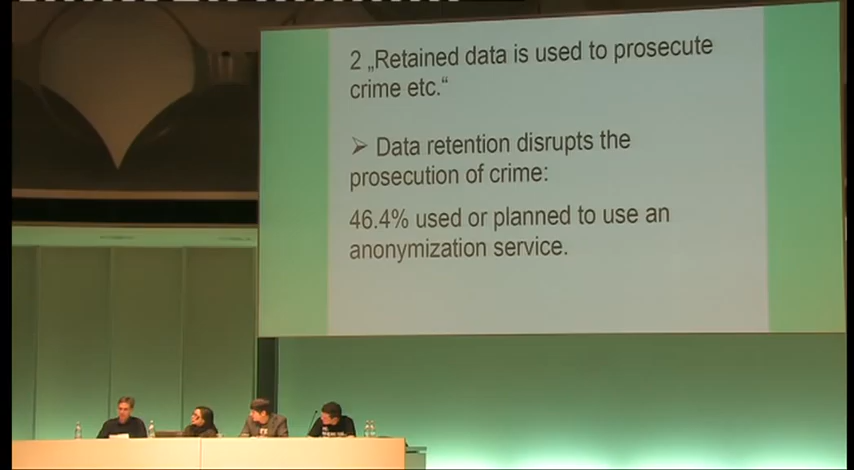 2 „Retained data is used to prosecute
crime etc.“
➢ Data retention disrupts the
prosecution of crime:
46.4% used or planned to use an
anonymization service.